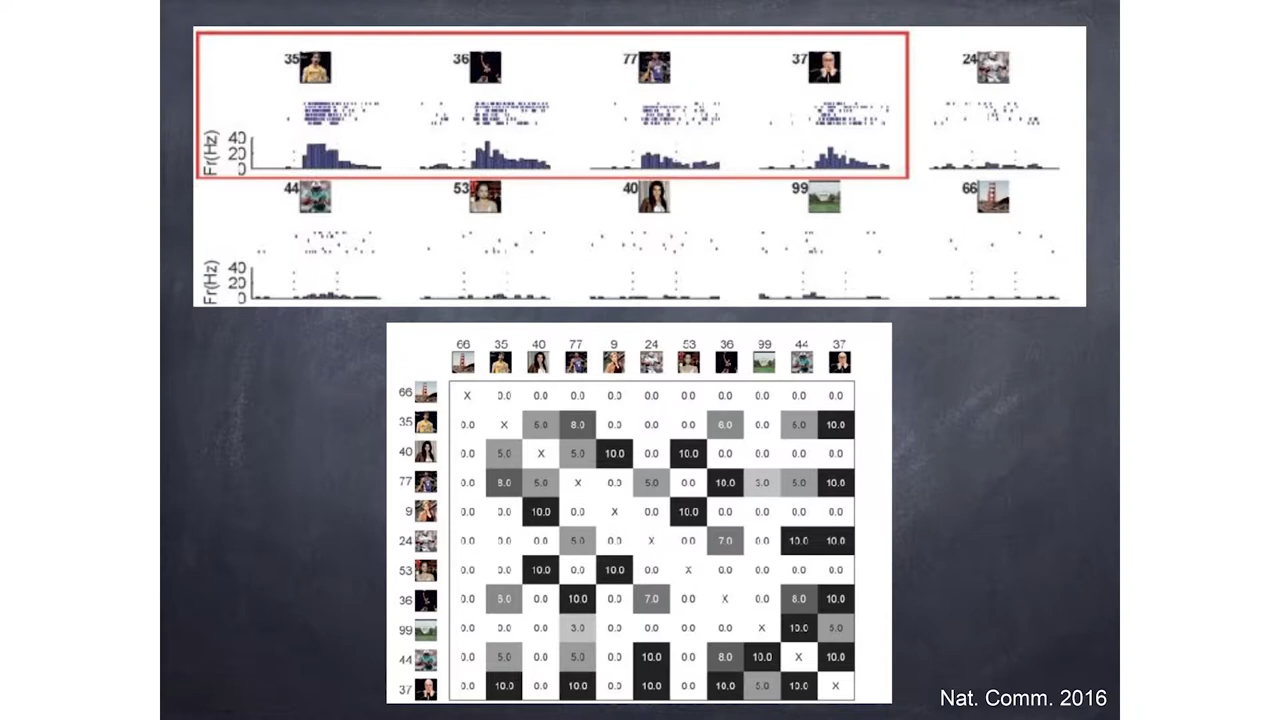 35 36 77 37 24
Fr(Hz) 40 20 0
44 53 40 99 66
Fr(Hz) 40 20 0
66 35 40 77 9 24 53 36 99 44 37
66 X 0.0 0.0 0.0 0.0 0.0 0.0 0.0 0.0 0.0 0.0
35 0.0 X 5.0 8.0 0.0 0.0 0.0 6.0 0.0 5.0 10.0
40 0.0 5.0 X 5.0 10.0 0.0 10.0 0.0 0.0 0.0 0.0
77 0.0 8.0 5.0 X 0.0 5.0 0.0 10.0 3.0 5.0 10.0
9 0.0 0.0 10.0 0.0 X 0.0 10.0 0.0 0.0 0.0 0.0
24 0.0 0.0 0.0 5.0 0.0 X 0.0 7.0 0.0 10.0 10.0
53 0.0 0.0 10.0 0.0 10.0 0.0 X 0.0 0.0 0.0 0.0
36 0.0 6.0 0.0 10.0 0.0 7.0 0.0 X 0.0 8.0 10.0
99 0.0 0.0 0.0 3.0 0.0 0.0 0.0 0.0 X 10.0 5.0
44 0.0 5.0 0.0 5.0 0.0 10.0 0.0 8.0 10.0 X 10.0
37 0.0 10.0 0.0 10.0 0.0 10.0 0.0 10.0 5.0 10.0 X
Nat. Comm. 2016